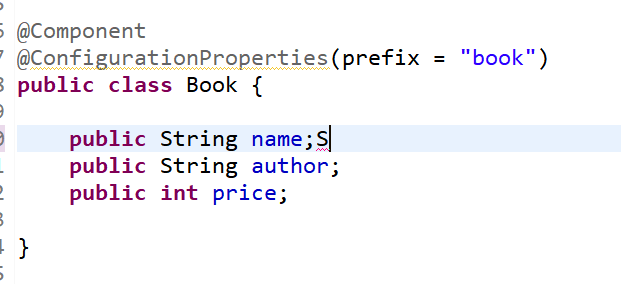 @Component
@ConfigurationProperties(prefix = "book")
public class Book {
public String name;S
public String author;
public int price;
}